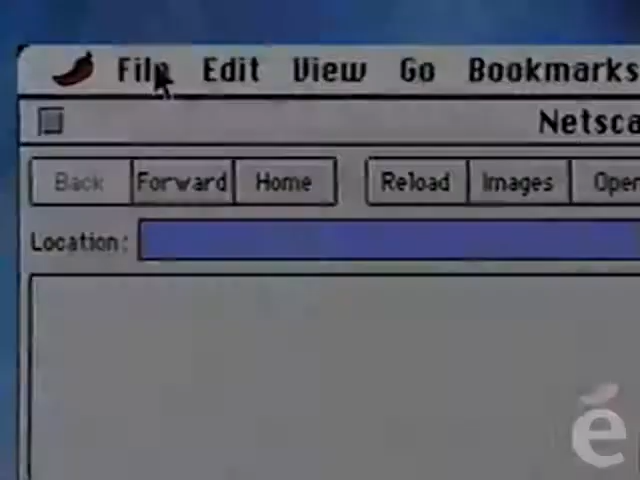 File Edit View Go Bookmarks
Netsca
Back Forward Home Reload Images Open
Location:
é